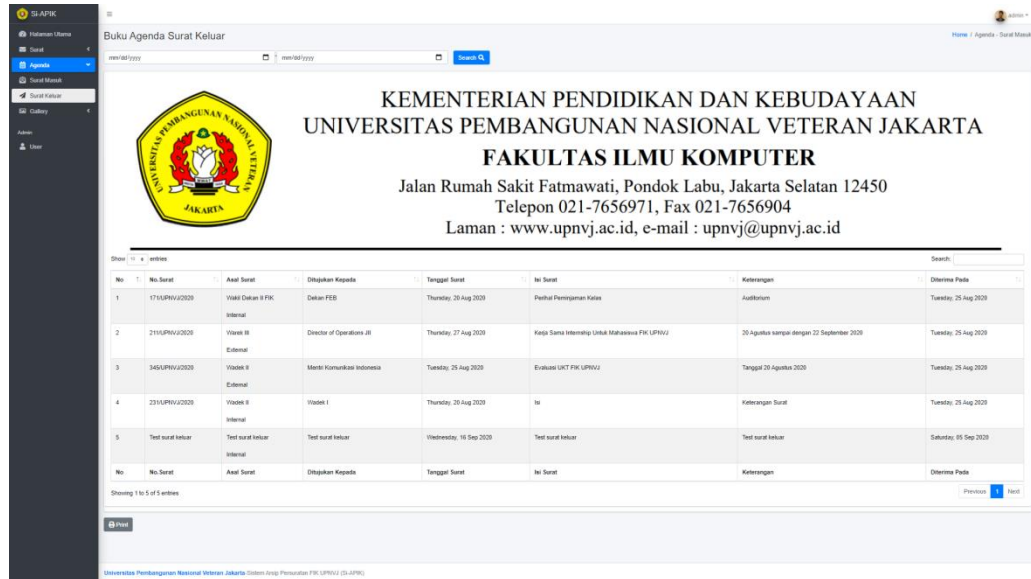 Si-APIK
admin
Halaman Utama
Surat
Agenda
Surat Masuk
Surat Keluar
Gallery
Admin
User
Buku Agenda Surat Keluar
Home / Agenda - Surat Masuk
mm/dd/yyyy
mm/dd/yyyy
Search
UNIVERSITAS PEMBANGUNAN NASIONAL VETERAN
JAKARTA
KEMENTERIAN PENDIDIKAN DAN KEBUDAYAAN
UNIVERSITAS PEMBANGUNAN NASIONAL VETERAN JAKARTA
FAKULTAS ILMU KOMPUTER
Jalan Rumah Sakit Fatmawati, Pondok Labu, Jakarta Selatan 12450
Telepon 021-7656971, Fax 021-7656904
Laman : www.upnvj.ac.id, e-mail : upnvj@upnvj.ac.id
Show 10 entries
Search:
No No.Surat Asal Surat Ditujukan Kepada Tanggal Surat Isi Surat Keterangan Diterima Pada
1 171/UPNVJ/2020 Wakil Dekan II FIK Dekan FEB Thursday, 20 Aug 2020 Perihal Peminjaman Kelas Auditorium Tuesday, 25 Aug 2020
Internal
2 211/UPNVJ/2020 Warek III Director of Operations Jll Thursday, 27 Aug 2020 Kerja Sama Internship Untuk Mahasiswa FIK UPNVJ 20 Agustus sampai dengan 22 September 2020 Tuesday, 25 Aug 2020
External
3 345/UPNVJ/2020 Wadek II Mentri Komunikasi Indonesia Tuesday, 25 Aug 2020 Evaluasi UKT FIK UPNVJ Tanggal 20 Agustus 2020 Tuesday, 25 Aug 2020
External
4 231/UPNVJ/2020 Wadek II Wadek I Thursday, 20 Aug 2020 Isi Keterangan Surat Tuesday, 25 Aug 2020
Internal
5 Test surat keluar Test surat keluar Test surat keluar Wednesday, 16 Sep 2020 Test surat keluar Test surat keluar Saturday, 05 Sep 2020
Internal
No No.Surat Asal Surat Ditujukan Kepada Tanggal Surat Isi Surat Keterangan Diterima Pada
Showing 1 to 5 of 5 entries
Previous 1 Next
Print
Universitas Pembangunan Nasional Veteran Jakarta Sistem Arsip Persuratan FIK UPNVJ (Si-APIK)